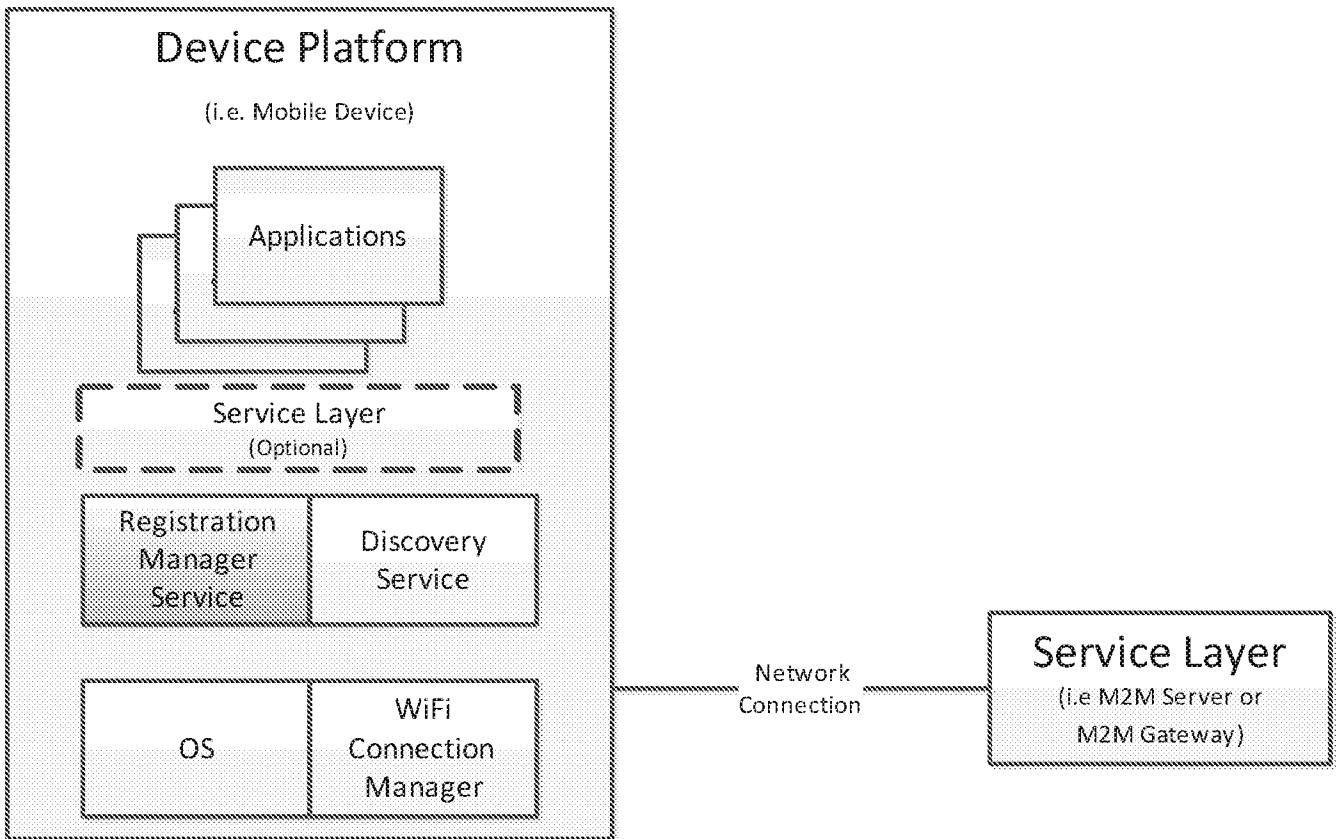 Device Platform
(i.e. Mobile Device)
Applications
Service Layer
(Optional)
Registration
Manager
Service
Discovery
Service
OS
WiFi
Connection
Manager
Network
Connection
Service Layer
(i.e M2M Server or
M2M Gateway)